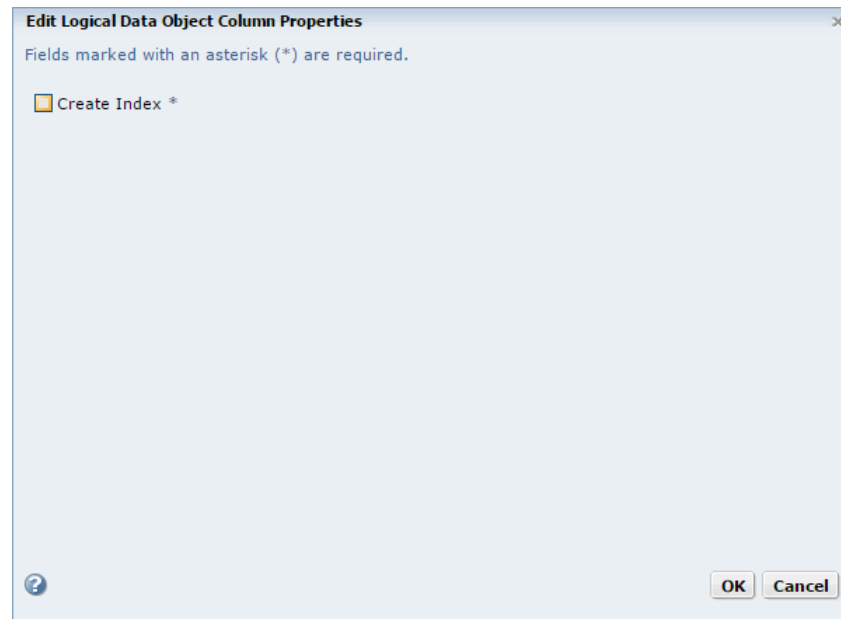 Edit Logical Data Object Column Properties
Fields marked with an asterisk (*) are required.
Create Index *
OK Cancel